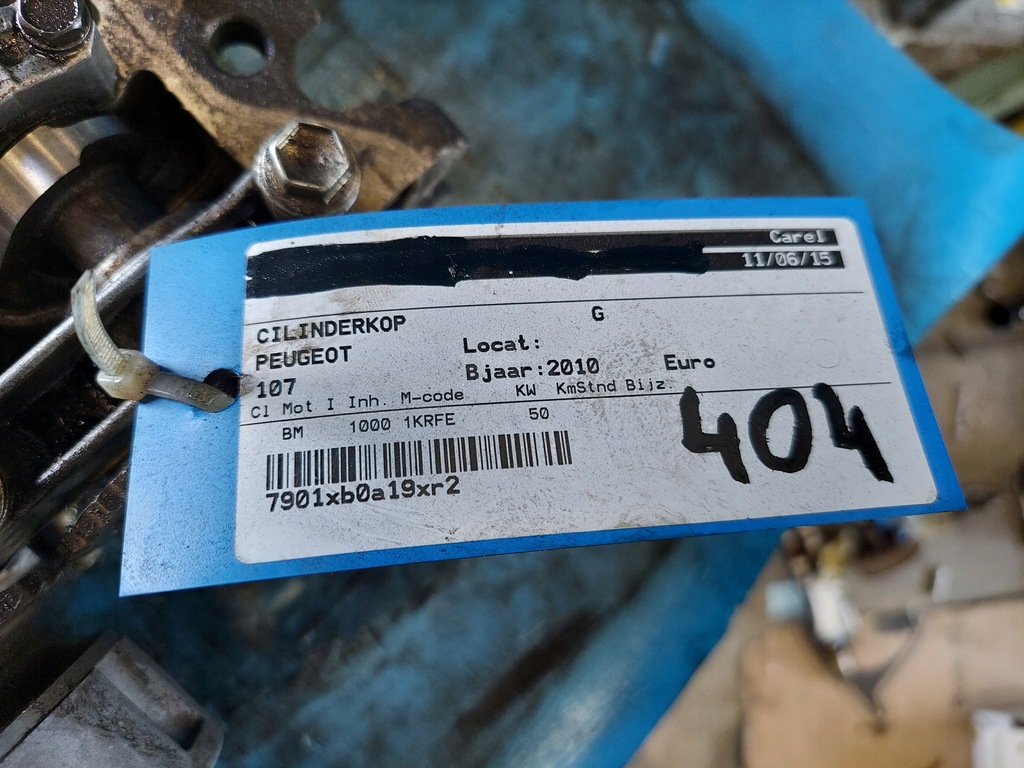 Carel
11/06/15
CILINDERKOP G
PEUGEOT Locat:
107 Bjaar:2010 Euro
Cl Mot I Inh. M-code KW KmStnd Bijz.
BM 1000 1KRFE 50
404
7901xb0a19xr2